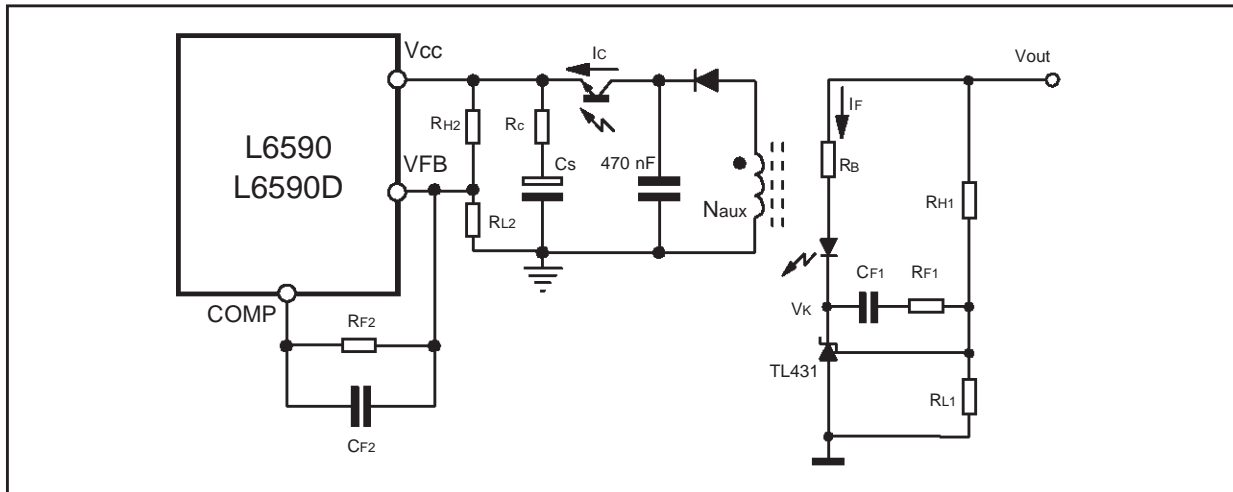 Vcc
IC
Vout
IF
RH2
Rc
L6590
L6590D
VFB
Cs
470 nF
RB
RH1
RL2
Naux
CF1
RF1
COMP
VK
RF2
TL431
RL1
CF2